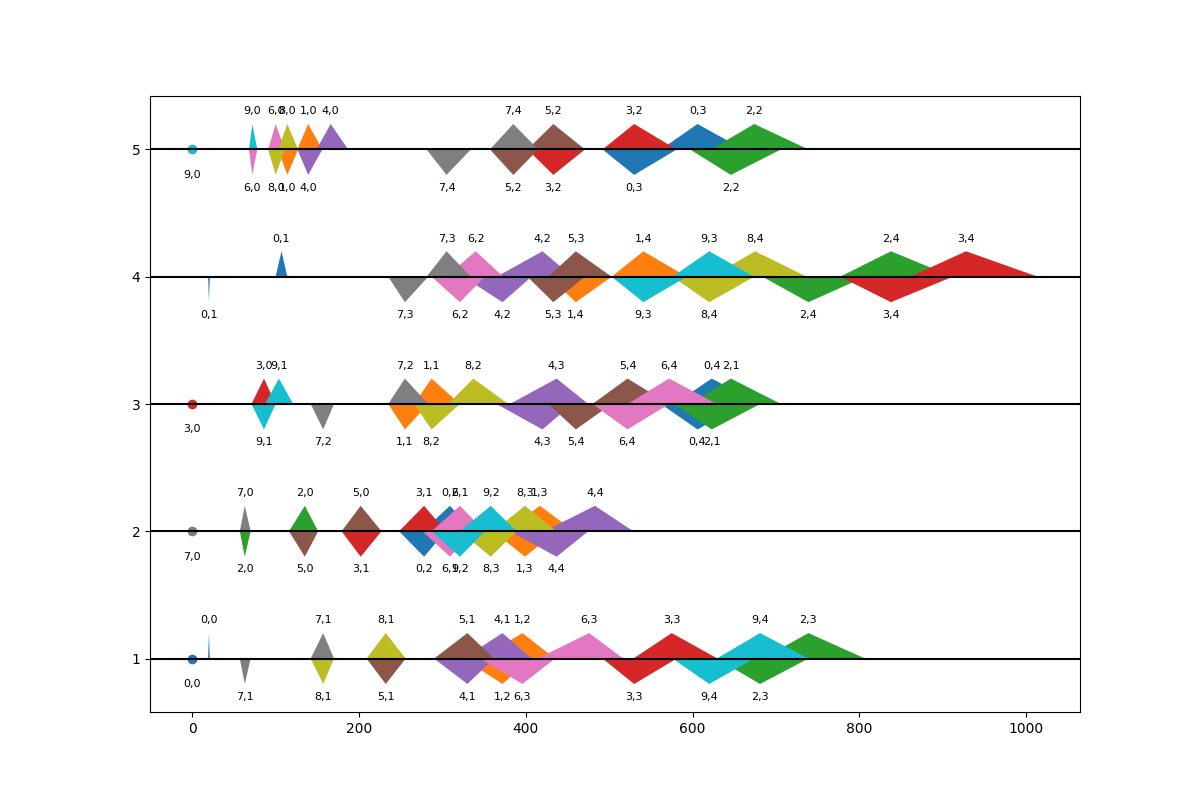 9,0 6,0 8,0 1,0 4,0 7,4 5,2 3,2 0,3 2,2
5
9,0 6,0 8,0 1,0 4,0 7,4 5,2 3,2 0,3 2,2
0,1 7,3 6,2 4,2 5,3 1,4 9,3 8,4 2,4 3,4
4
0,1 7,3 6,2 4,2 5,3 1,4 9,3 8,4 2,4 3,4
3,0 9,1 7,2 1,1 8,2 4,3 5,4 6,4 0,4 2,1
3
3,0 9,1 7,2 1,1 8,2 4,3 5,4 6,4 0,4 2,1
7,0 2,0 5,0 3,1 0,2 6,1 9,2 8,3 1,3 4,4
2
7,0 2,0 5,0 3,1 0,2 6,1 9,2 8,3 1,3 4,4
0,0 7,1 8,1 5,1 4,1 1,2 6,3 3,3 9,4 2,3
1
0,0 7,1 8,1 5,1 4,1 1,2 6,3 3,3 9,4 2,3
0 200 400 600 800 1000